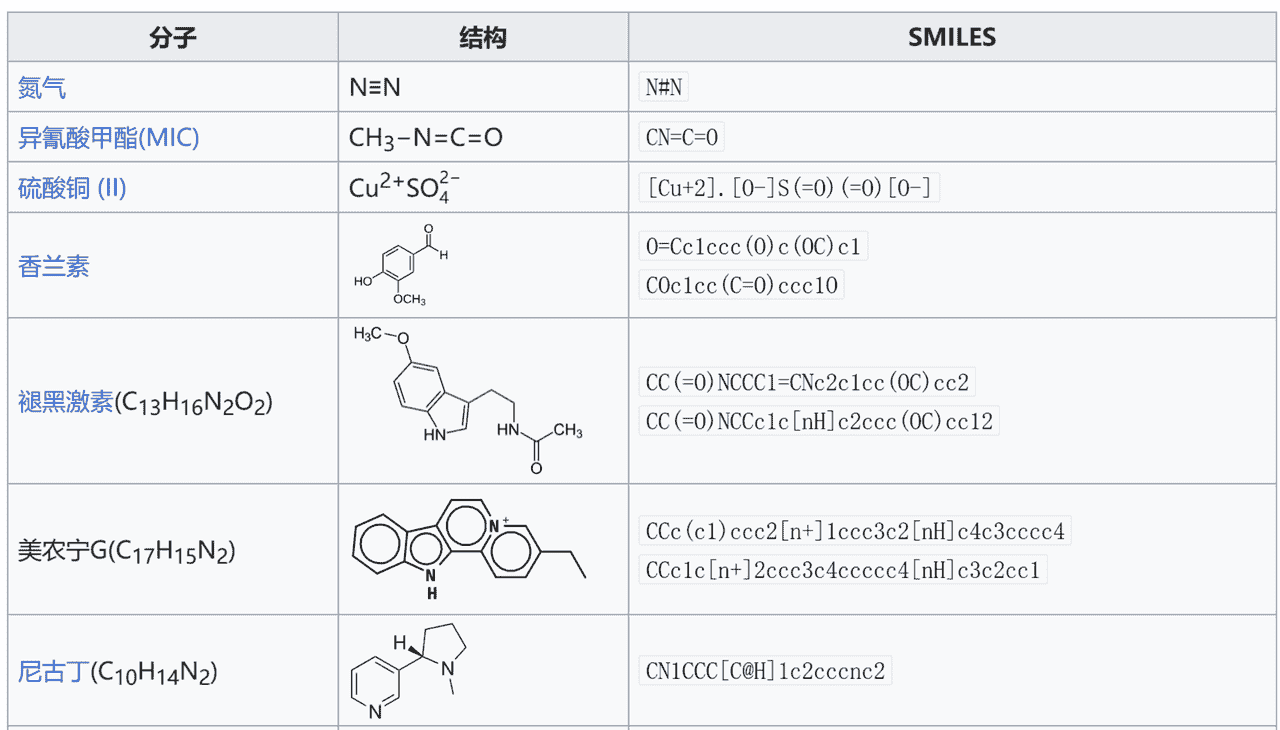 分子 结构 SMILES
氮气 N≡N N#N
异氰酸甲酯(MIC) CH₃−N=C=O CN=C=O
硫酸铜 (II) Cu²⁺SO₄²⁻ [Cu+2].[O-]S(=O)(=O)[O-]
香兰素 O=Cc1ccc(O)c(OC)c1
COc1cc(C=O)ccc1O
O
H
HO
OCH₃
褪黑激素(C₁₃H₁₆N₂O₂) CC(=O)NCCC1=CNc2c1cc(OC)cc2
CC(=O)NCCc1c[nH]c2ccc(OC)cc12
H₃C O
HN HN CH₃
O
美农宁G(C₁₇H₁₅N₂) CCc(c1)ccc2[n+]1ccc3c2[nH]c4c3cccc4
CCc1c[n+]2ccc3c4ccccc4[nH]c3c2cc1
N⁺
N
H
尼古丁(C₁₀H₁₄N₂) CN1CCC[C@H]1c2cccnc2
H
N
N